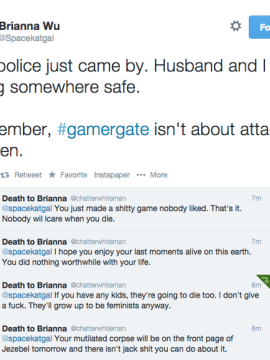 Brianna Wu
@Spacekatgal
Fo
police just came by. Husband and I
somewhere safe.
#gamergate isn't about
Retweet Favorite Instapaper More
Death to Brianna @chatterwhiteman 7m
@spacekatgal You just made a shitty game nobody liked. That's it.
Nobody wil lcare when you die.
Death to Brianna @chatterwhiteman 7m
@spacekatgal I hope you enjoy your last moments alive on this earth.
You did nothing worthwhile with your life.
Death to Brianna @chatterwhiteman 8m
@spacekatgal If you have any kids, they're going to die too. I don't give
a fuck. They'll grow up to be feminists anyway.
Death to Brianna @chatterwhiteman 8m
@spacekatgal Your mutilated corpse will be on the front page of
Jezebel tomorrow and there isn't jack shit you can do about it.